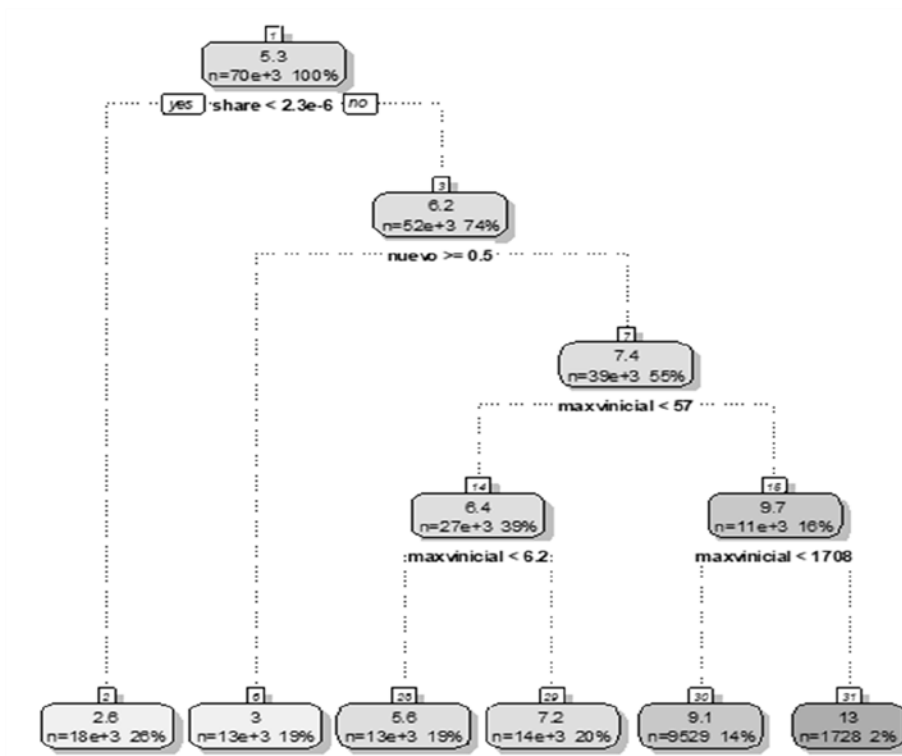 1
5.3
n=70e+3 100%
yes share < 2.3e-6 no
3
6.2
n=52e+3 74%
nuevo >= 0.5
7
7.4
n=39e+3 55%
maxvinicial < 57
14
6.4
n=27e+3 39%
15
9.7
n=11e+3 16%
maxvinicial < 6.2
maxvinicial < 1708
2
2.6
n=18e+3 26%
6
3
n=13e+3 19%
28
5.6
n=13e+3 19%
29
7.2
n=14e+3 20%
30
9.1
n=9529 14%
31
13
n=1728 2%